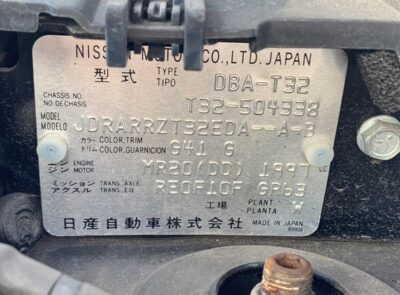 NISSAN MOTOR CO., LTD. JAPAN
型式 TYPE TIPO DBA-T32
CHASSIS NO. NO DE CHASIS T32-504338
MODEL MODELO JDRARRZT32EDA--A-B
カラー トリム COLOR, TRIM COLOR, GUARNICION G41 G
エンジン ENGINE MOTOR MR20(DD) 1997 cc
ミッション アクスル TRANS. AXLE TRANS., EJE RE0F10F GR63
工場 PLANT PLANTA W
日産自動車株式会社 MADE IN JAPAN